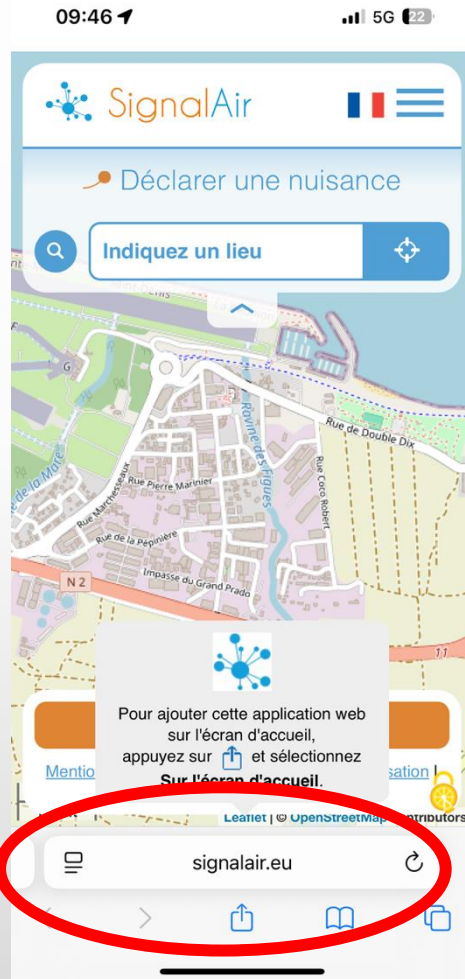 09:46
5G 22
SignalAir
Déclarer une nuisance
Indiquez un lieu
Rue de Double Dix
Ravine des Figues
Rue Coco Robert
Rue Pierre Marinier
Rue Marchesseaux
Rue de la Pépinière
Impasse du Grand Prado
N 2
11
Pour ajouter cette application web
sur l'écran d'accueil,
appuyez sur et sélectionnez
Sur l'écran d'accueil.
Leaflet | © OpenStreetMap
signalair.eu